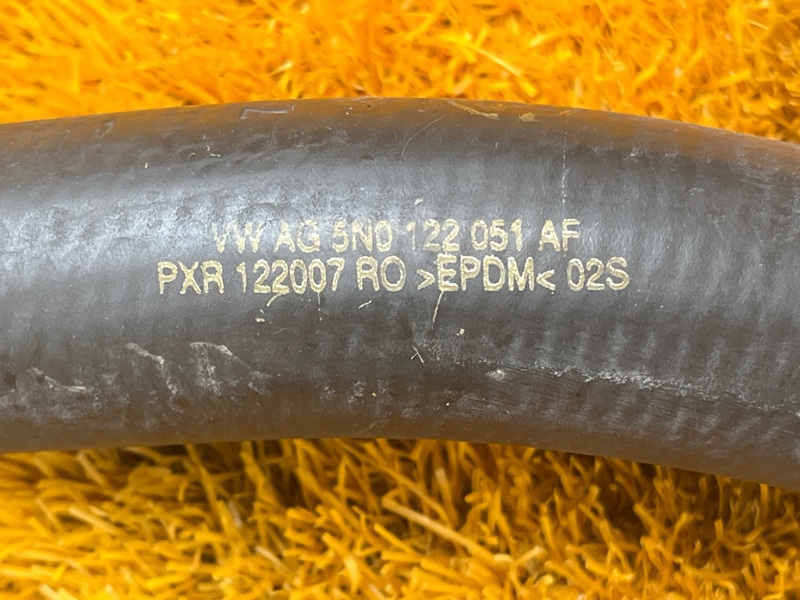 VW AG 5N0 122 051 AF
PXR 122007 RO >EPDM< 02S